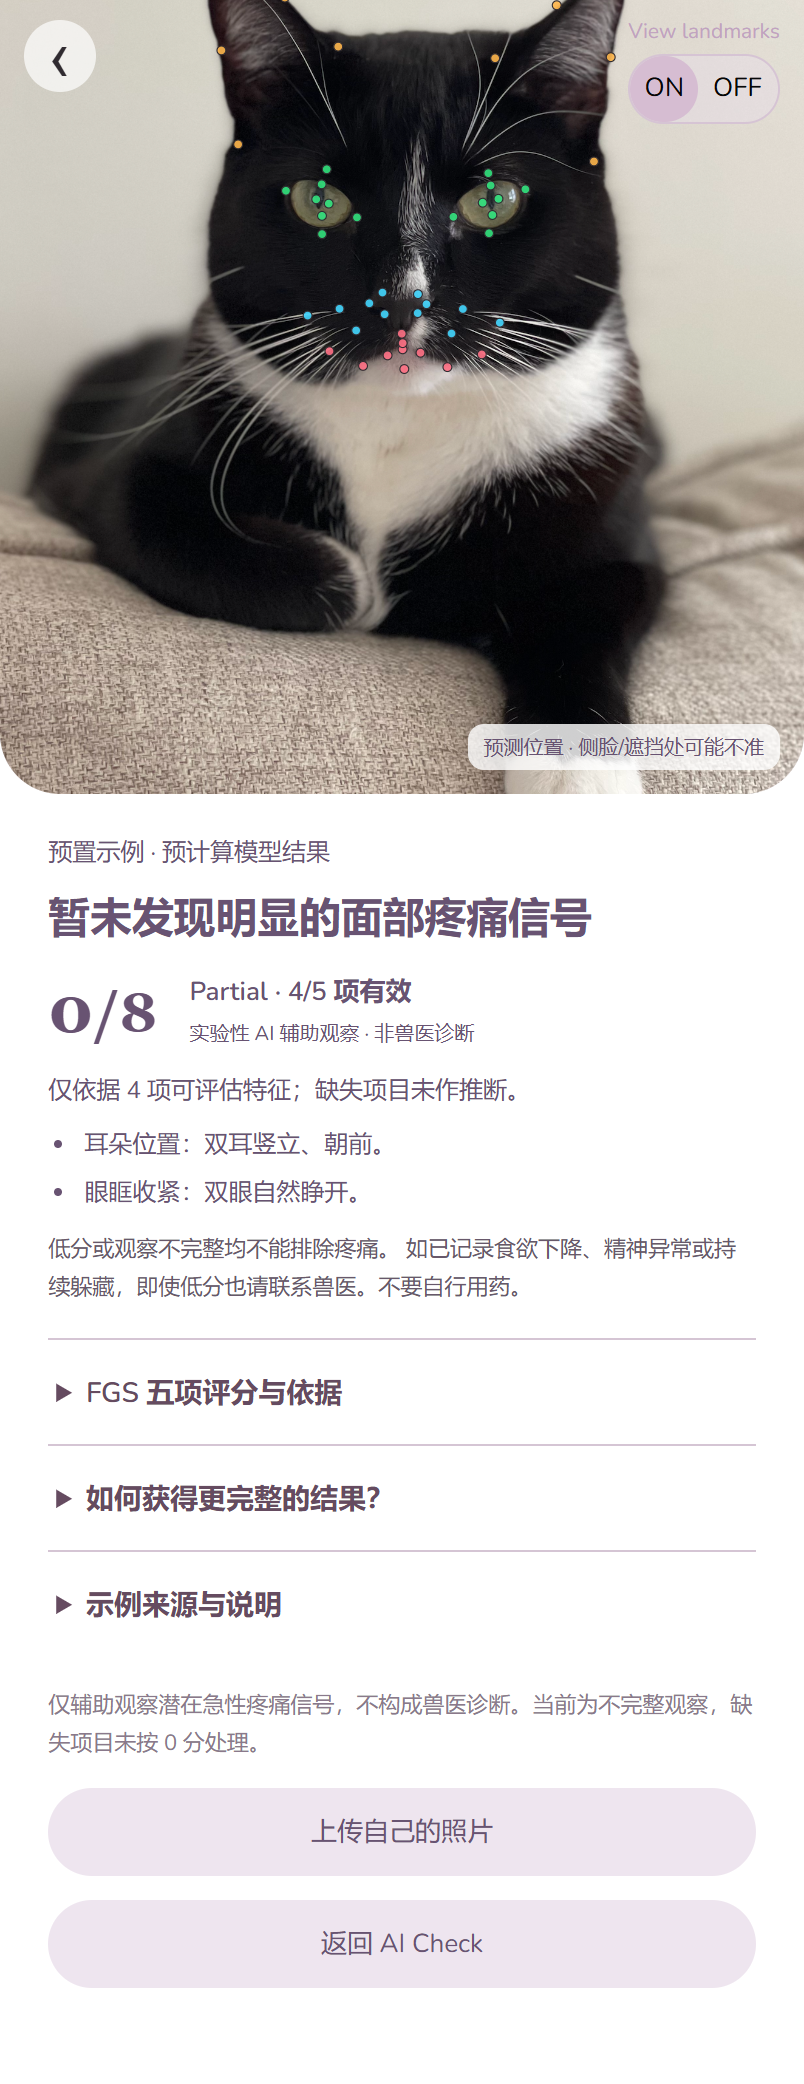 View landmarks
ON OFF
预测位置 · 侧脸/遮挡处可能不准
预置示例 · 预计算模型结果
暂未发现明显的面部疼痛信号
0/8
Partial · 4/5 项有效
实验性 AI 辅助观察 · 非兽医诊断
仅依据 4 项可评估特征；缺失项目未作推断。
• 耳朵位置：双耳竖立、朝前。
• 眼眶收紧：双眼自然睁开。
低分或观察不完整均不能排除疼痛。 如已记录食欲下降、精神异常或持
续躲藏，即使低分也请联系兽医。不要自行用药。
▶ FGS 五项评分与依据
▶ 如何获得更完整的结果？
▶ 示例来源与说明
仅辅助观察潜在急性疼痛信号，不构成兽医诊断。当前为不完整观察，缺
失项目未按 0 分处理。
上传自己的照片
返回 AI Check